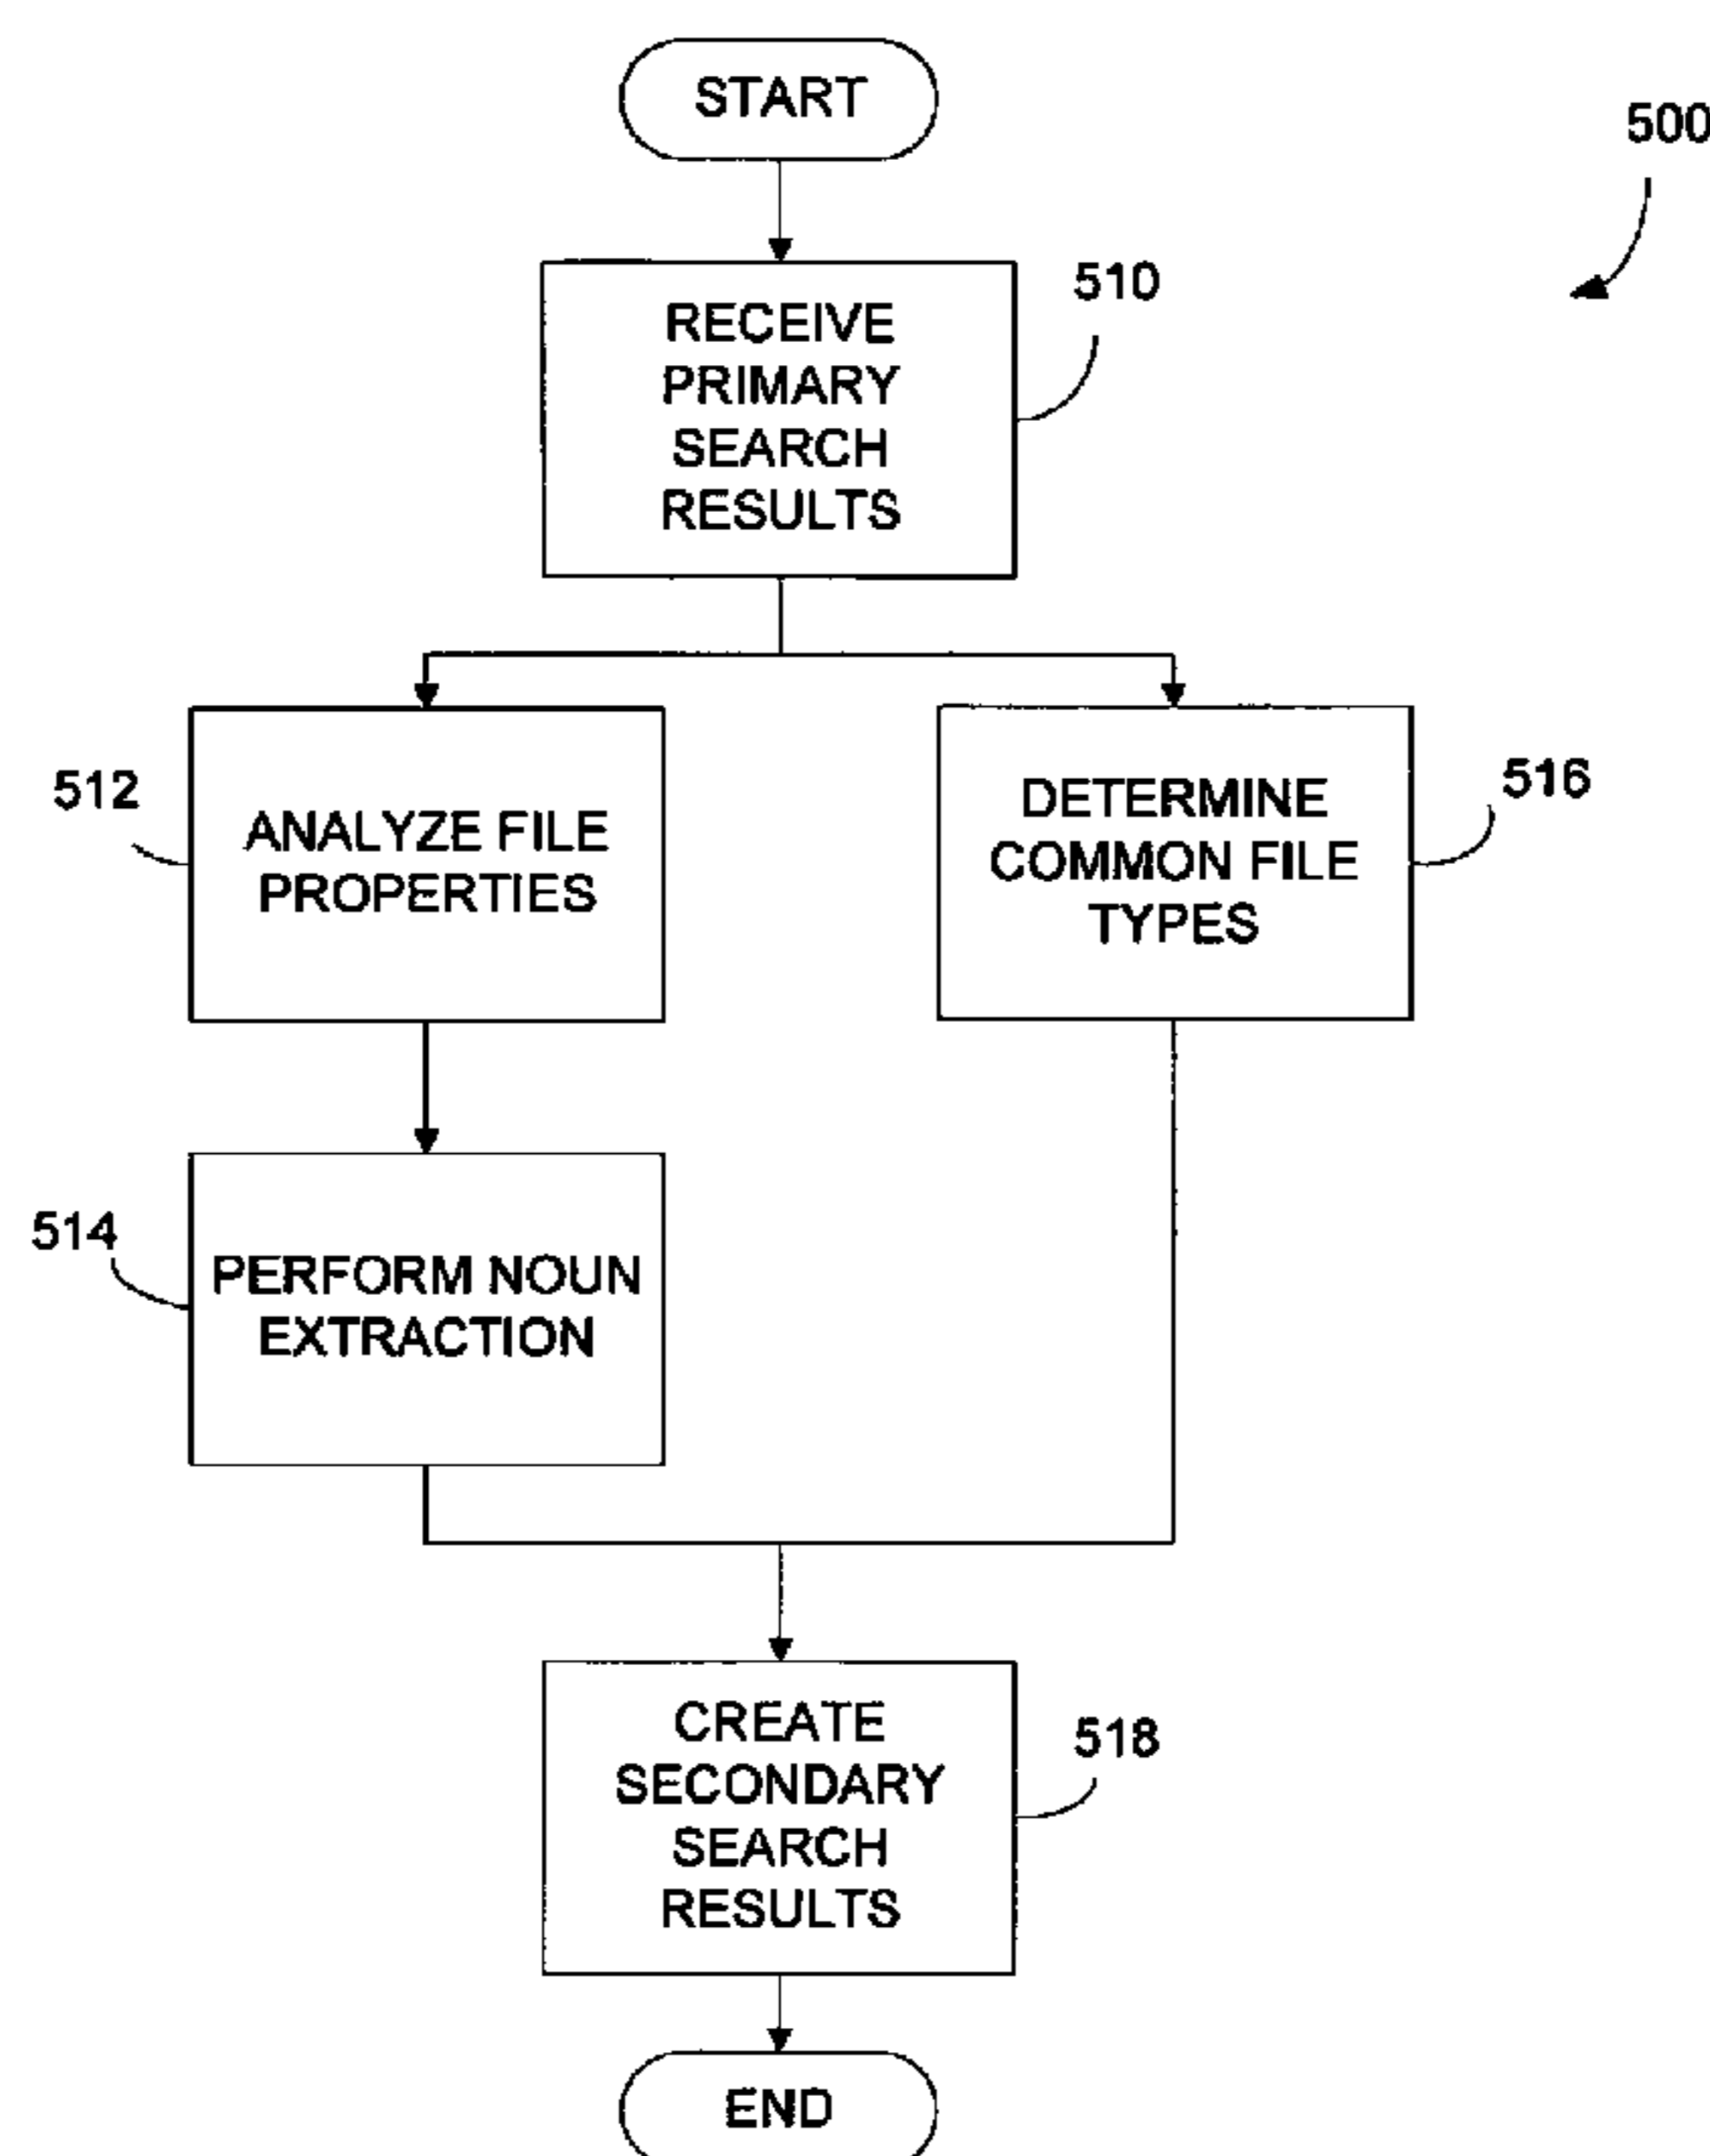 START
500
RECEIVE
PRIMARY
SEARCH
RESULTS
510
512
ANALYZE FILE
PROPERTIES
DETERMINE
COMMON FILE
TYPES
516
514
PERFORM NOUN
EXTRACTION
CREATE
SECONDARY
SEARCH
RESULTS
518
END